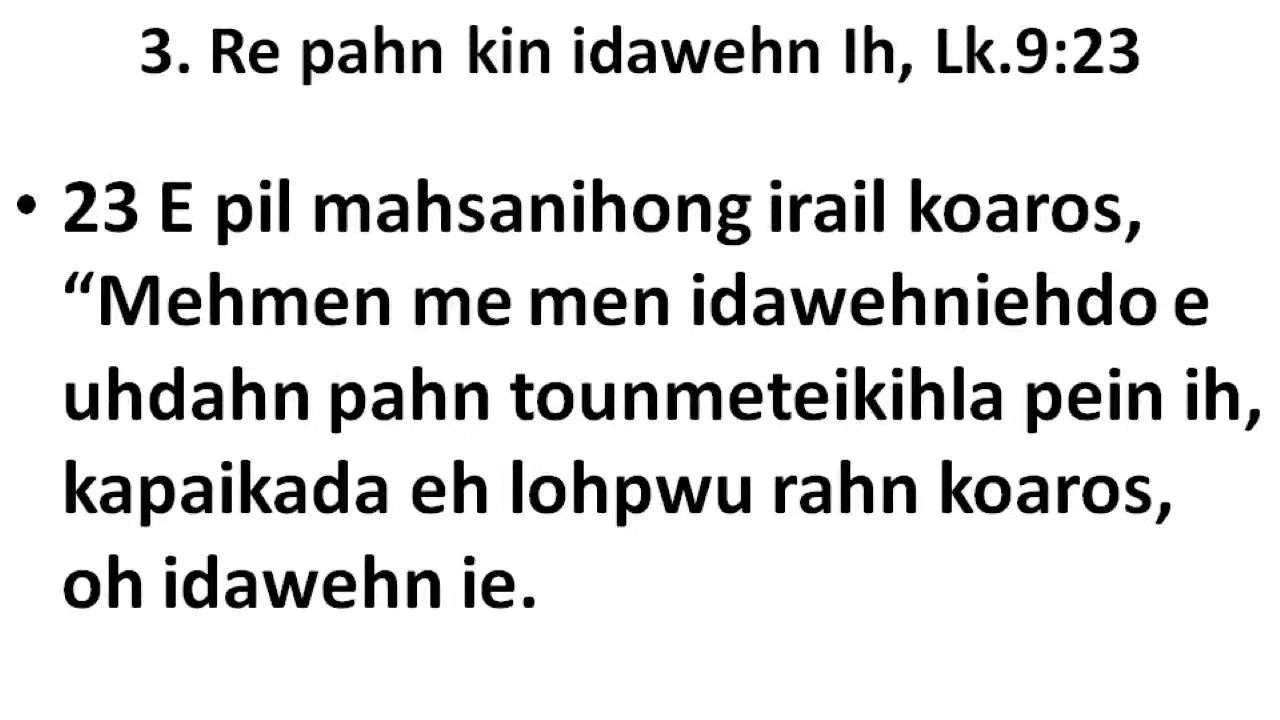 3. Re pahn kin idawehn Ih, Lk.9:23
• 23 E pil mahsanihong irail koaros,
“Mehmen me men idawehniehdo e
uhdahn pahn tounmeteikihla pein ih,
kapaikada eh lohpwu rahn koaros,
oh idawehn ie.